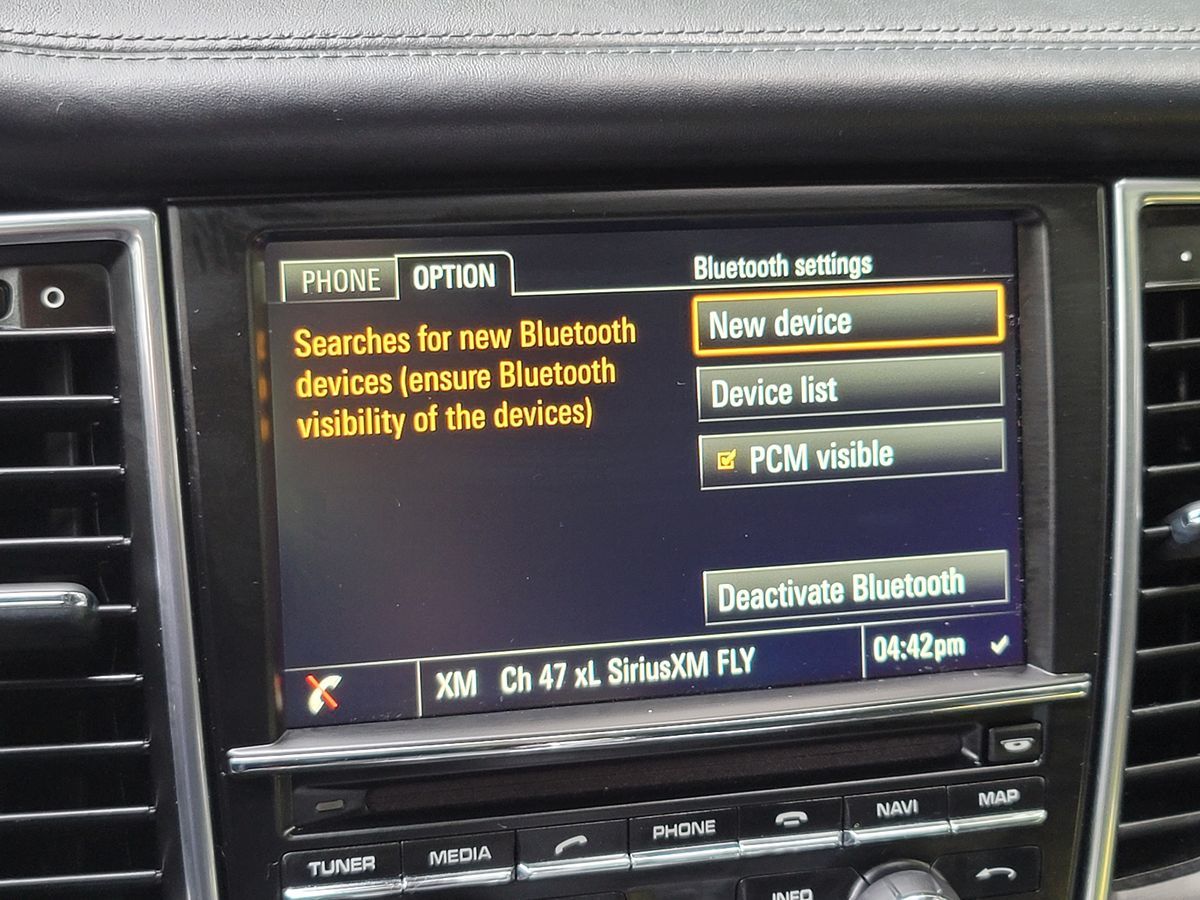 PHONE
OPTION
Bluetooth settings
Searches for new Bluetooth
devices (ensure Bluetooth
visibility of the devices)
New device
Device list
PCM visible
Deactivate Bluetooth
XM Ch 47 xL SiriusXM FLY
04:42pm
TUNER
MEDIA
PHONE
NAVI
MAP
INFO